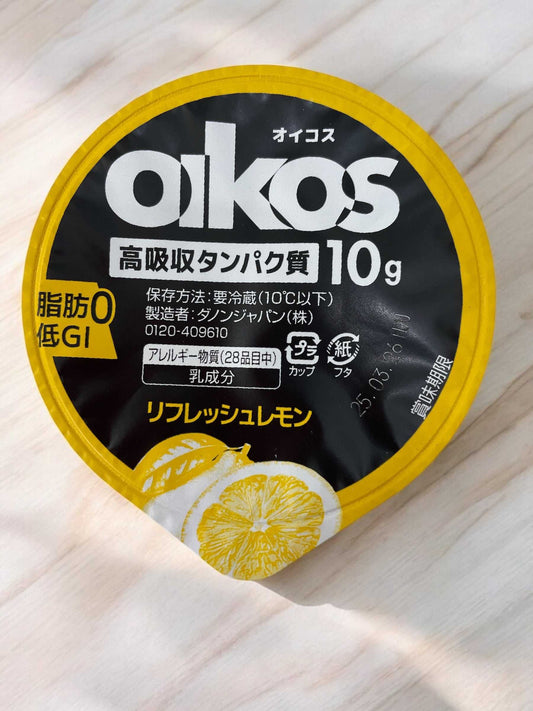 オイコス
oikos
高吸収タンパク質 10g
脂肪0
低GI
保存方法:要冷蔵(10℃以下)
製造者:ダノンジャパン(株)
0120-409610
アレルギー物質(28品目中)
乳成分
プラ
カップ
紙
フタ
25.03.26
賞味期限
リフレッシュレモン